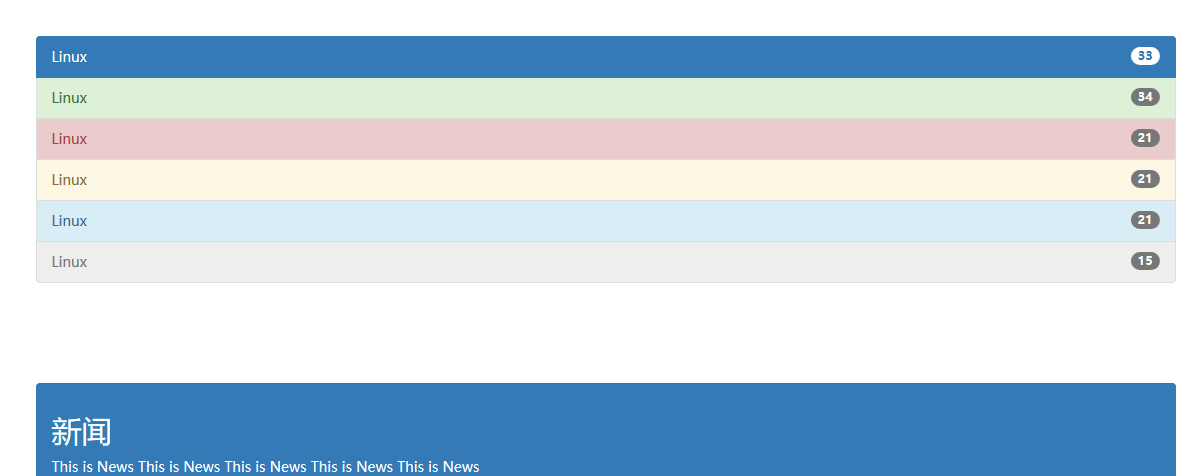 Linux 33
Linux 34
Linux 21
Linux 21
Linux 21
Linux 15
新闻
This is News This is News This is News This is News This is News